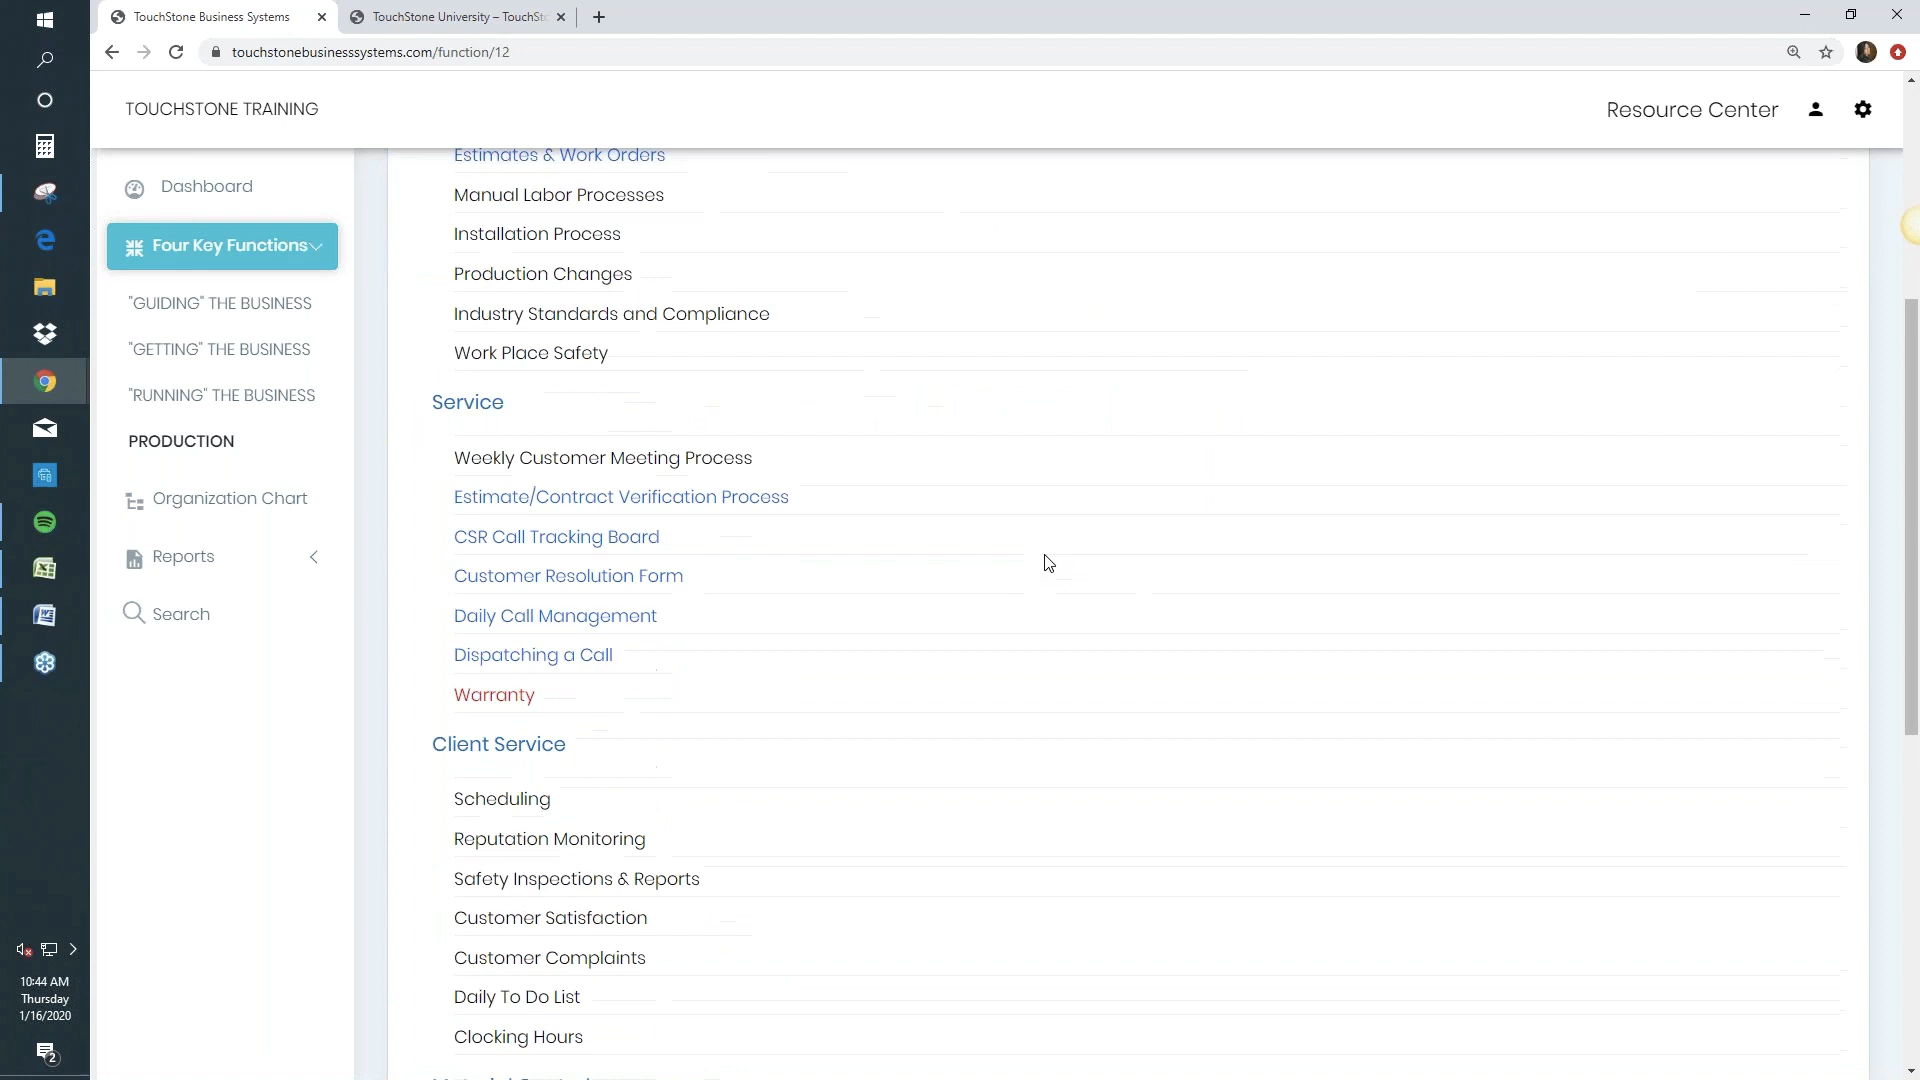 TouchStone Business Systems
TouchStone University – TouchSto
touchstonebusinesssystems.com/function/12
TOUCHSTONE TRAINING
Resource Center
Dashboard
Four Key Functions
"GUIDING" THE BUSINESS
"GETTING" THE BUSINESS
"RUNNING" THE BUSINESS
PRODUCTION
Organization Chart
Reports
Search
Estimates & Work Orders
Manual Labor Processes
Installation Process
Production Changes
Industry Standards and Compliance
Work Place Safety
Service
Weekly Customer Meeting Process
Estimate/Contract Verification Process
CSR Call Tracking Board
Customer Resolution Form
Daily Call Management
Dispatching a Call
Warranty
Client Service
Scheduling
Reputation Monitoring
Safety Inspections & Reports
Customer Satisfaction
Customer Complaints
Daily To Do List
Clocking Hours
10:44 AM
Thursday
1/16/2020
2